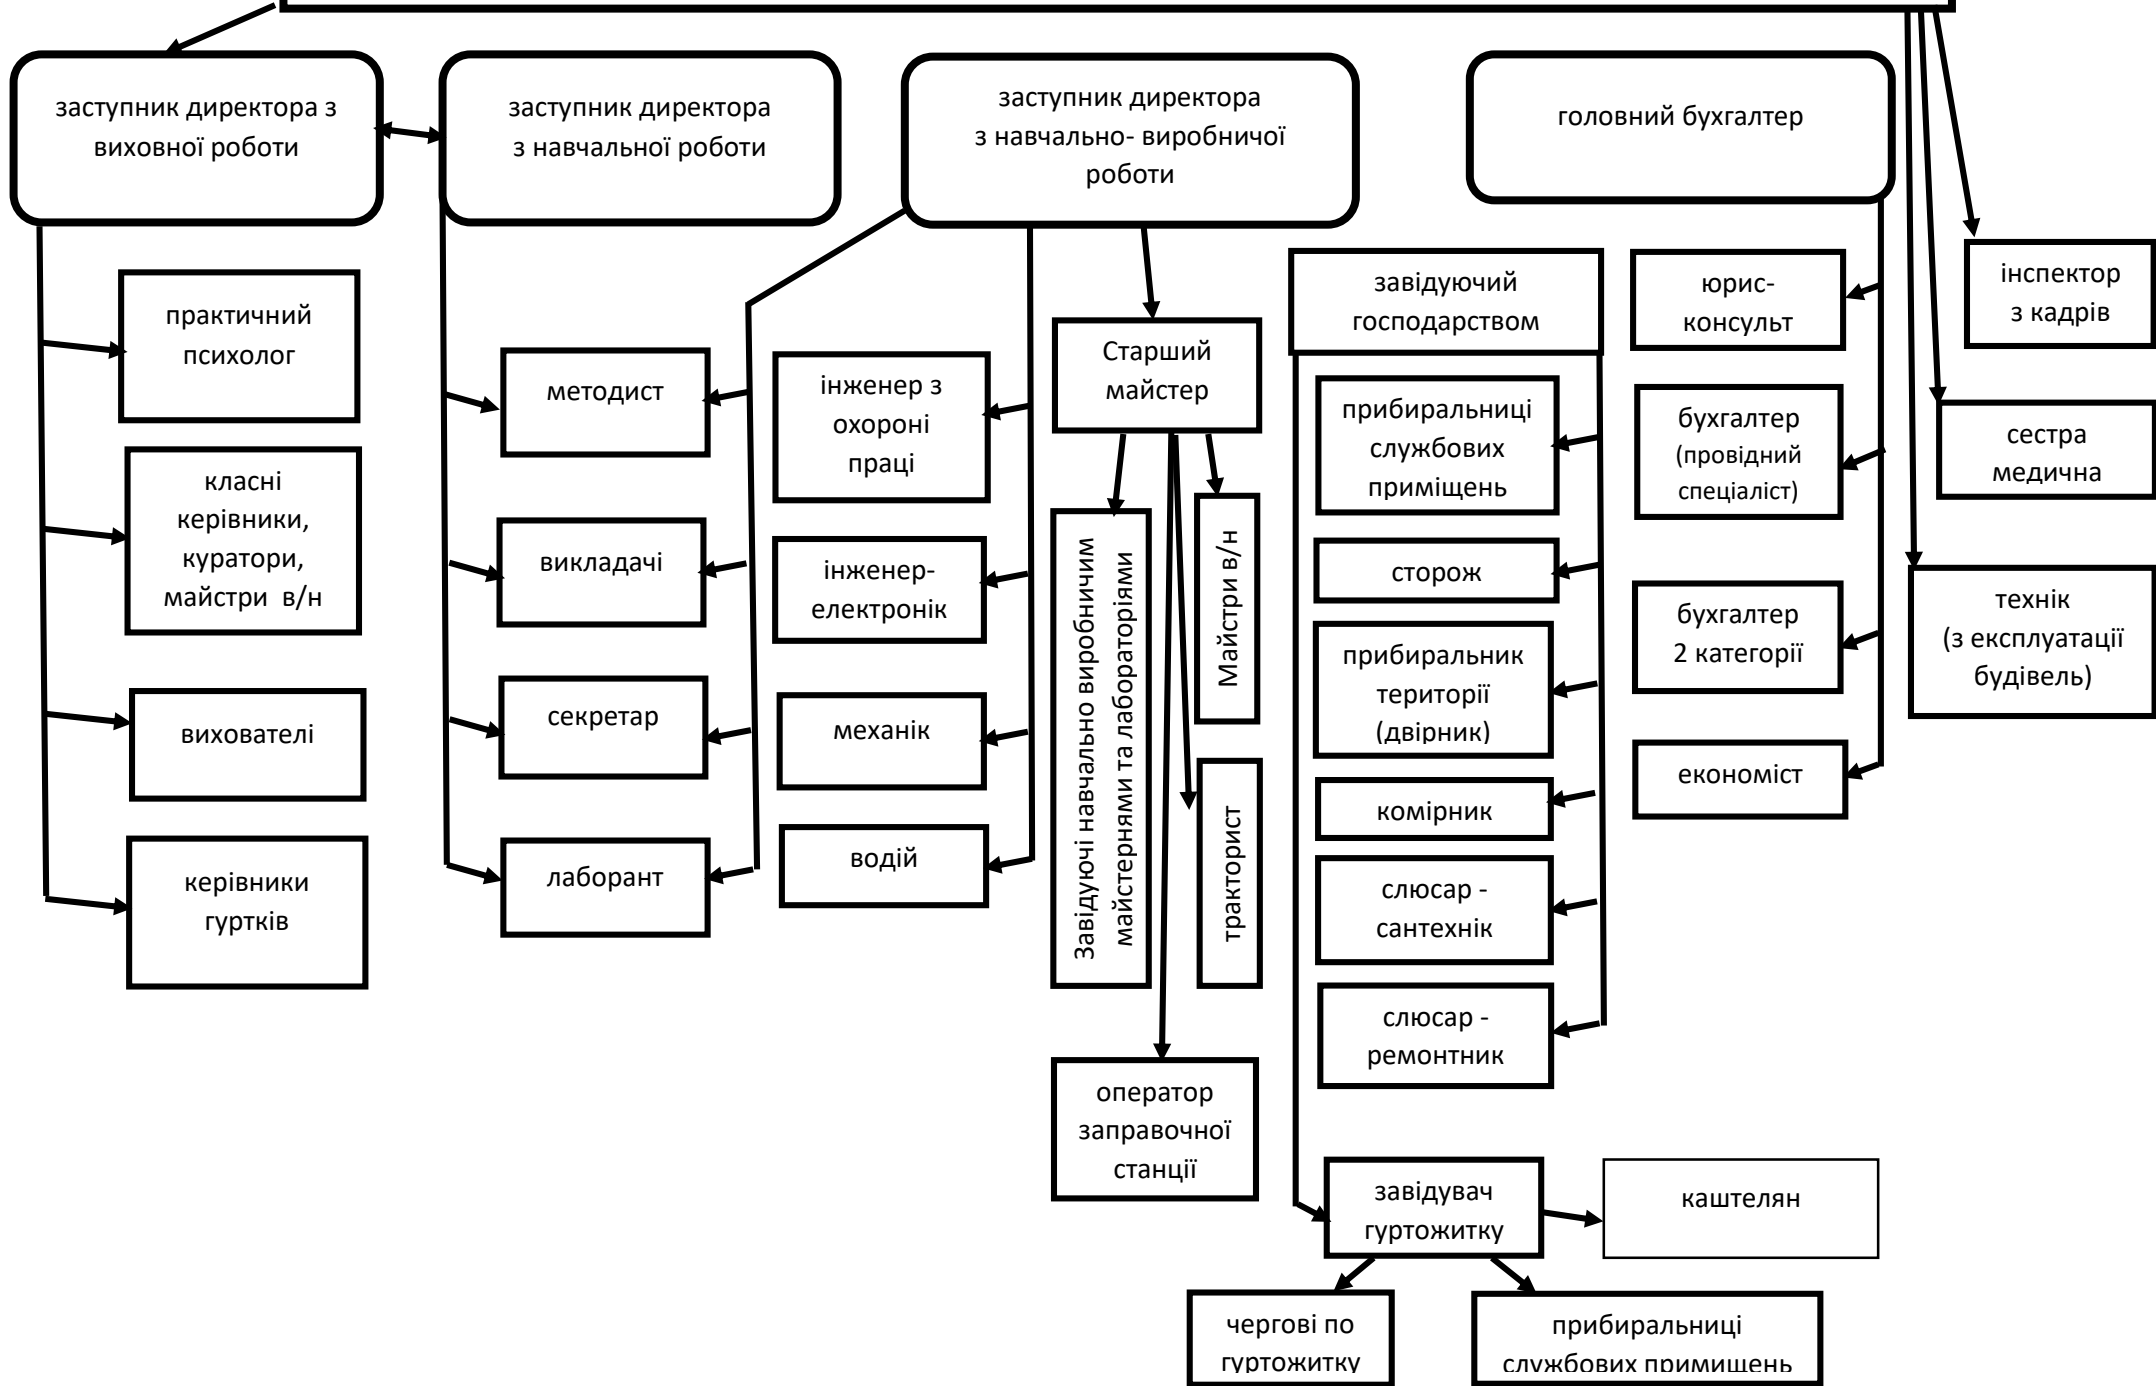 заступник директора з
виховної роботи
заступник директора
з навчальної роботи
заступник директора
з навчально- виробничої
роботи
головний бухгалтер
практичний
психолог
класні
керівники,
куратори,
майстри в/н
вихователі
керівники
гуртків
методист
викладачі
секретар
лаборант
інженер з
охороні
праці
інженер-
електронік
механік
водій
Старший
майстер
Завідуючі навчально виробничим
майстернями та лабораторіями
Майстри в/н
тракторист
оператор
заправочної
станції
завідуючий
господарством
прибиральниці
службових
приміщень
сторож
прибиральник
території
(двірник)
комірник
слюсар -
сантехнік
слюсар -
ремонтник
завідувач
гуртожитку
каштелян
чергові по
гуртожитку
прибиральниці
службових примищень
юрис-
консульт
бухгалтер
(провідний
спеціаліст)
бухгалтер
2 категорії
економіст
інспектор
з кадрів
сестра
медична
технік
(з експлуатації
будівель)